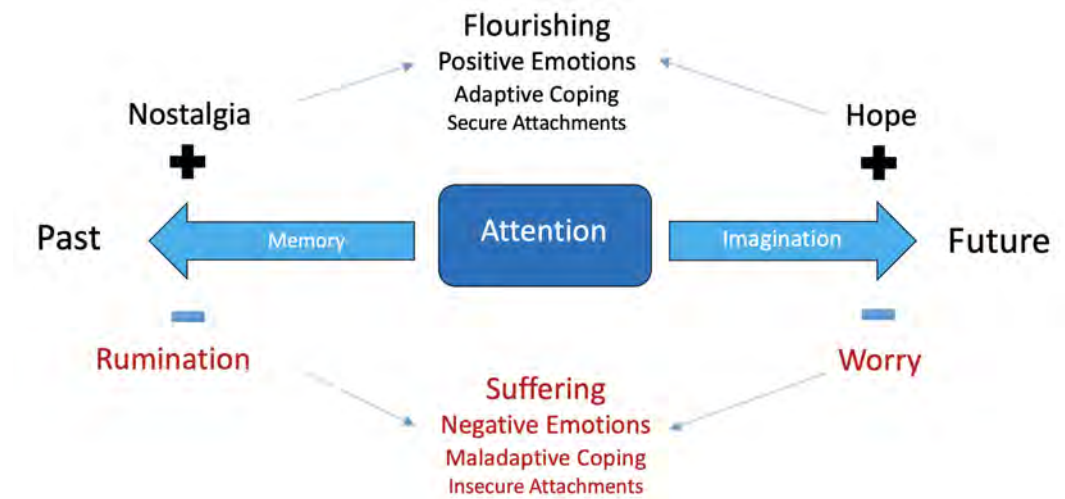 Flourishing
Positive Emotions
Adaptive Coping
Secure Attachments
Nostalgia
Hope
Past
Memory
Attention
Imagination
Future
Rumination
Worry
Suffering
Negative Emotions
Maladaptive Coping
Insecure Attachments